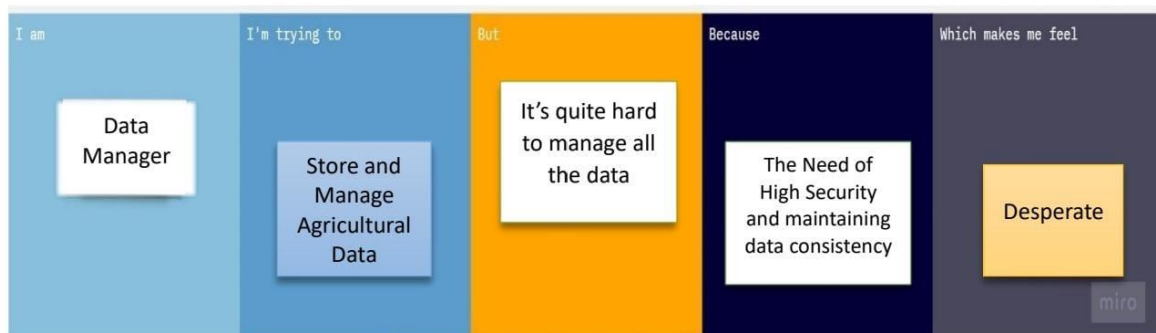 I am
Data
Manager
I'm trying to
Store and
Manage
Agricultural
Data
But
It’s quite hard
to manage all
the data
Because
The Need of
High Security
and maintaining
data consistency
Which makes me feel
Desperate
miro